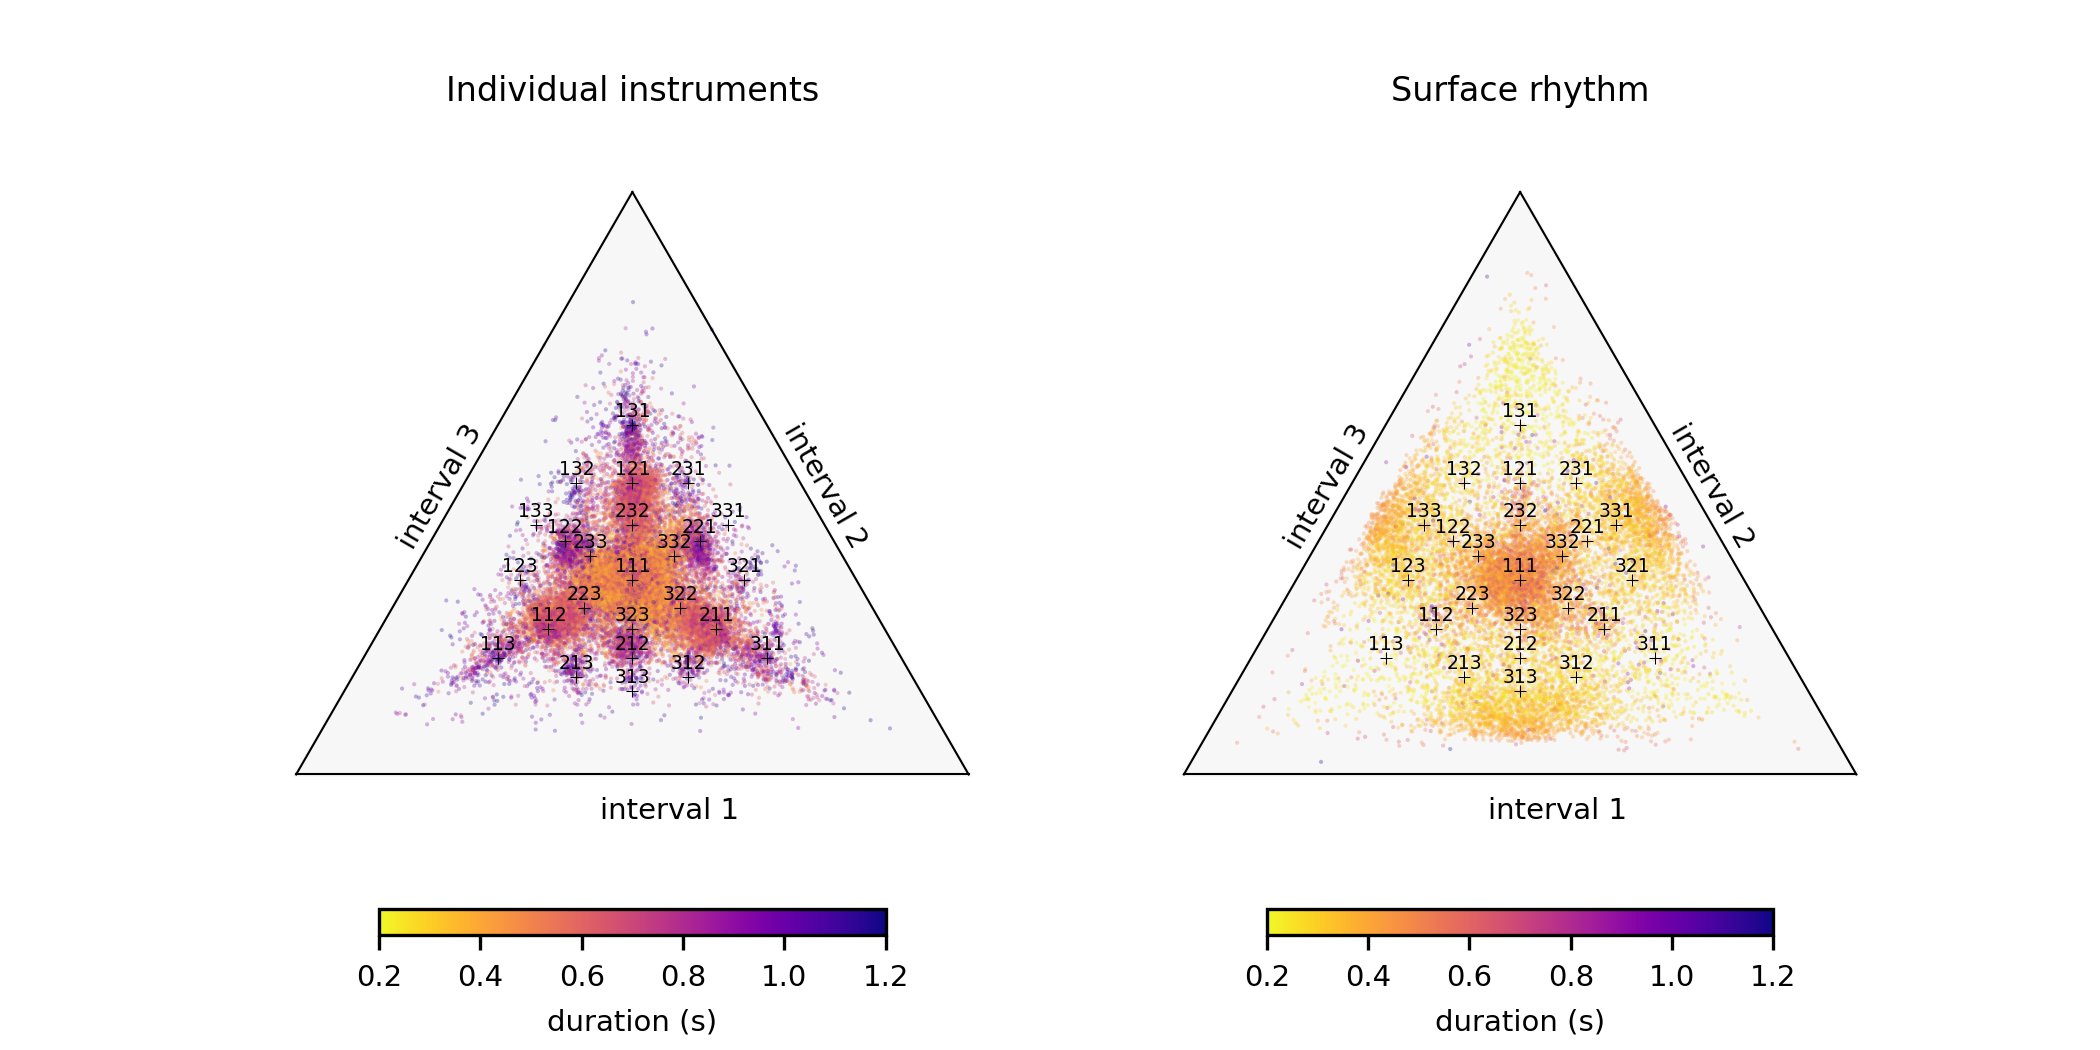 Individual instruments
Surface rhythm
131
132 121 231
133 232 331
122 221
233 332
123 111 321
223 322
112 323 211
113 212 311
213 312
313
interval 3
interval 2
interval 1
131
132 121 231
133 232 331
122 221
233 332
123 111 321
223 322
112 323 211
113 212 311
213 312
313
interval 3
interval 2
interval 1
0.2 0.4 0.6 0.8 1.0 1.2
duration (s)
0.2 0.4 0.6 0.8 1.0 1.2
duration (s)